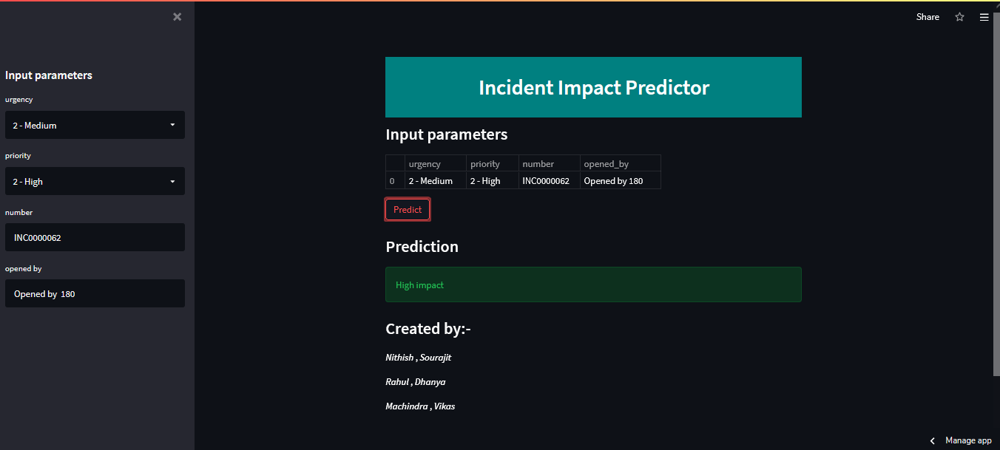 Share
Input parameters
urgency
2 - Medium
priority
2 - High
number
INC0000062
opened by
Opened by 180
Incident Impact Predictor
Input parameters
urgency priority number opened_by
0 2 - Medium 2 - High INC0000062 Opened by 180
Predict
Prediction
High impact
Created by:-
Nithish , Sourajit
Rahul , Dhanya
Machindra , Vikas
Manage app